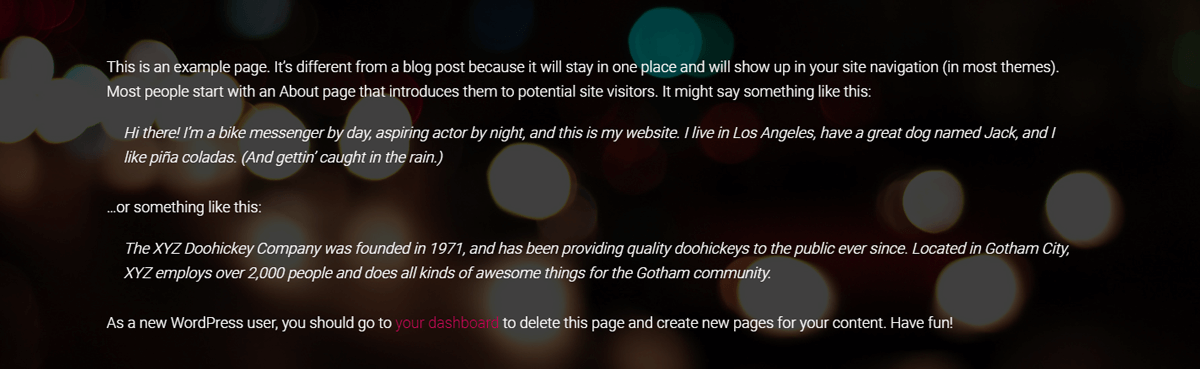 This is an example page. It’s different from a blog post because it will stay in one place and will show up in your site navigation (in most themes).
Most people start with an About page that introduces them to potential site visitors. It might say something like this:
Hi there! I’m a bike messenger by day, aspiring actor by night, and this is my website. I live in Los Angeles, have a great dog named Jack, and I
like piña coladas. (And gettin’ caught in the rain.)
…or something like this:
The XYZ Doohickey Company was founded in 1971, and has been providing quality doohickeys to the public ever since. Located in Gotham City,
XYZ employs over 2,000 people and does all kinds of awesome things for the Gotham community.
As a new WordPress user, you should go to your dashboard to delete this page and create new pages for your content. Have fun!